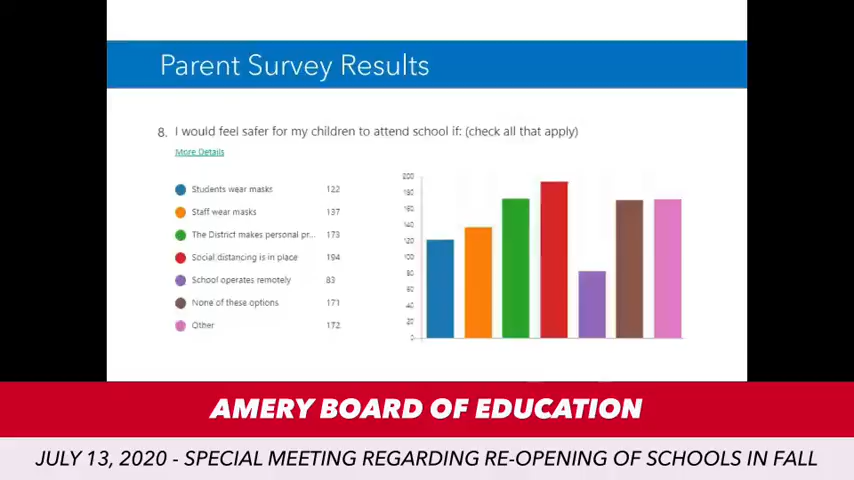 Parent Survey Results
8. I would feel safer for my children to attend school if: (check all that apply)
More Details
Students wear masks 122
Staff wear masks 137
The District makes personal pr... 173
Social distancing is in place 194
School operates remotely 83
None of these options 171
Other 172
200
180
160
140
120
100
80
60
40
20
0
AMERY BOARD OF EDUCATION
JULY 13, 2020 - SPECIAL MEETING REGARDING RE-OPENING OF SCHOOLS IN FALL